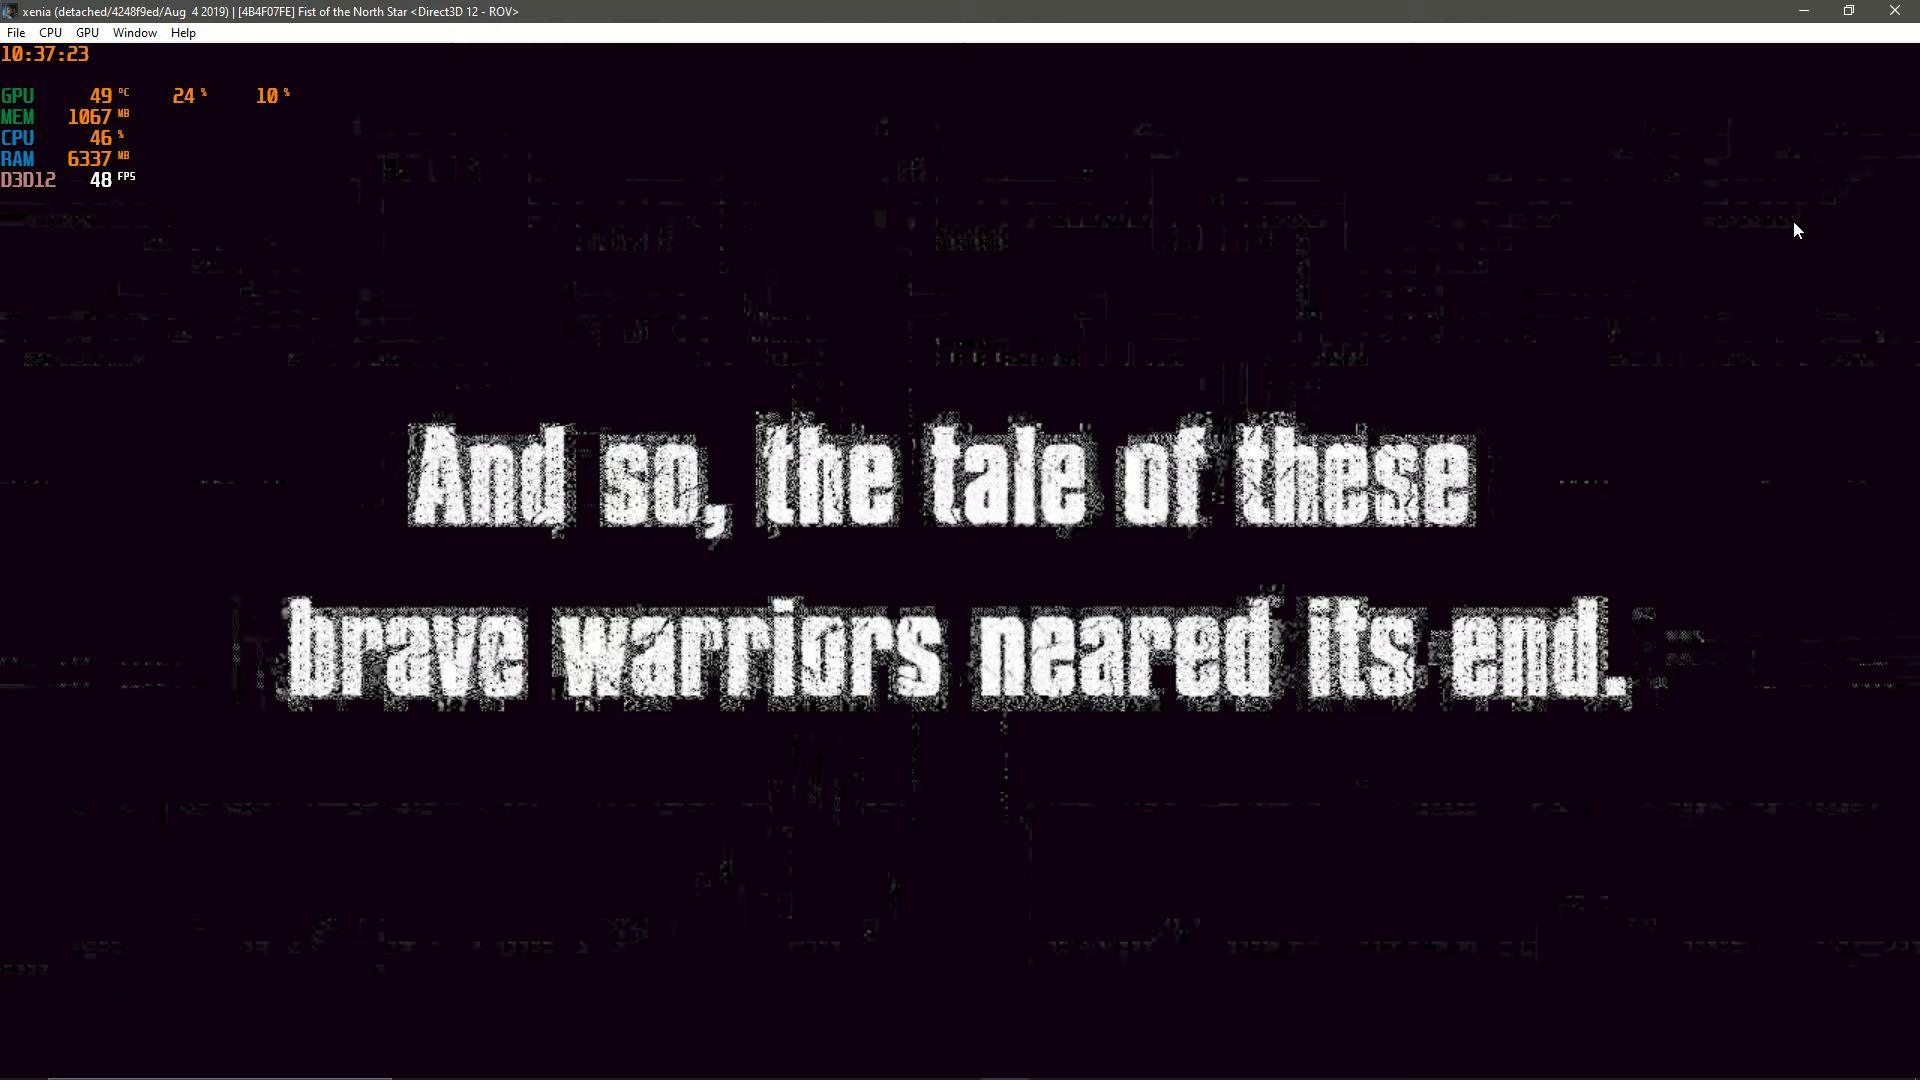 xenia (detached/4248f9ed/Aug  4 2019) | [4B4F07FE] Fist of the North Star <Direct3D 12 - ROV>
File CPU GPU Window Help
10:37:23
GPU 49 °C 24 % 10 %
MEM 1067 MB
CPU 46 %
RAM 6337 MB
D3D12 48 FPS
And so, the tale of these
brave warriors neared its end.